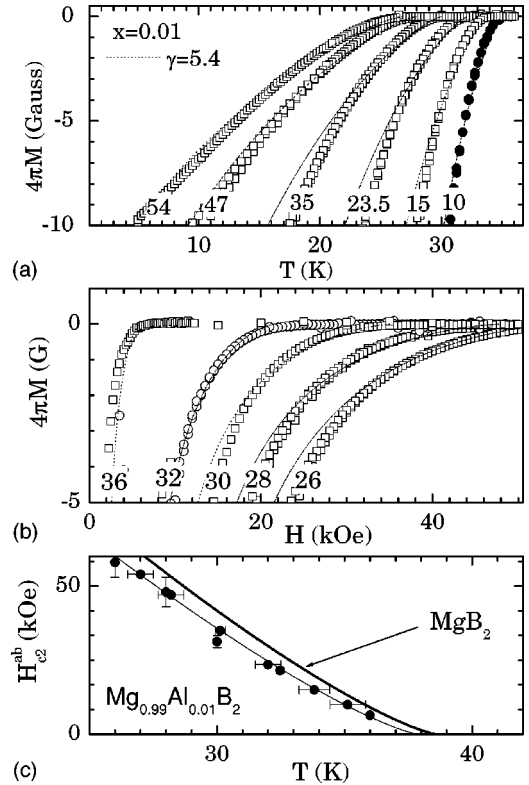 0
x=0.01
γ=5.4
-5
-10
4πM (Gauss)
54
47
35
23.5
15
10
10
20
30
T (K)
(a)
0
-5
4πM (G)
36
32
30
28
26
0
20
40
H (kOe)
(b)
50
0
H_c2^ab (kOe)
MgB₂
Mg₀.₉₉Al₀.₀₁B₂
30
40
T (K)
(c)